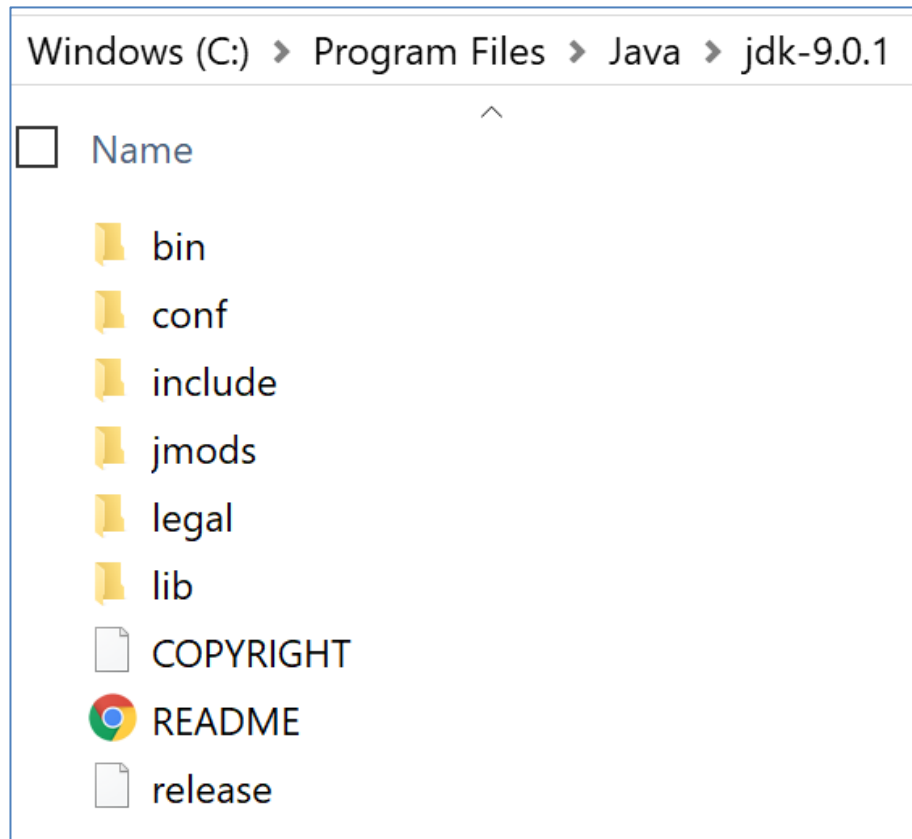 Windows (C:) > Program Files > Java > jdk-9.0.1
Name
bin
conf
include
jmods
legal
lib
COPYRIGHT
README
release